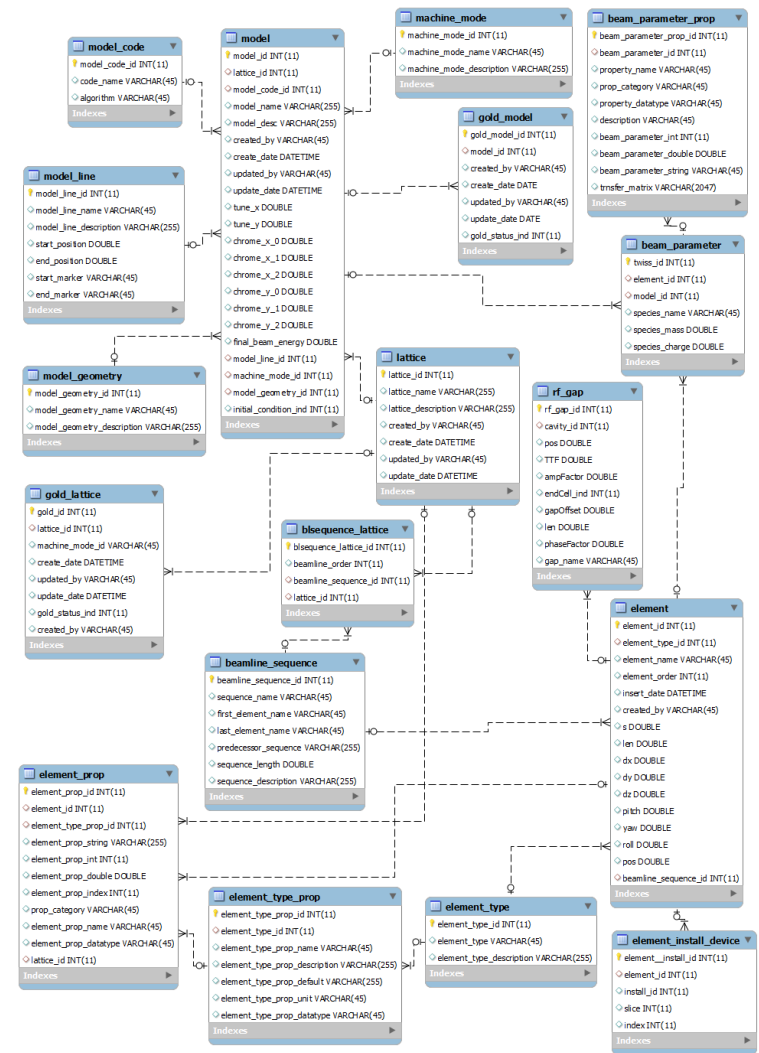 model_code
model_code_id INT(11)
code_name VARCHAR(45)
algorithm VARCHAR(45)
Indexes
model
model_id INT(11)
lattice_id INT(11)
model_code_id INT(11)
model_name VARCHAR(255)
model_desc VARCHAR(255)
created_by VARCHAR(45)
create_date DATETIME
updated_by VARCHAR(45)
update_date DATETIME
tune_x DOUBLE
tune_y DOUBLE
chrome_x_0 DOUBLE
chrome_x_1 DOUBLE
chrome_x_2 DOUBLE
chrome_y_0 DOUBLE
chrome_y_1 DOUBLE
chrome_y_2 DOUBLE
final_beam_energy DOUBLE
model_line_id INT(11)
machine_mode_id INT(11)
model_geometry_id INT(11)
initial_condition_ind INT(11)
Indexes
machine_mode
machine_mode_id INT(11)
machine_mode_name VARCHAR(45)
machine_mode_description VARCHAR(255)
Indexes
beam_parameter_prop
beam_parameter_prop_id INT(11)
beam_parameter_id INT(11)
property_name VARCHAR(45)
prop_category VARCHAR(45)
property_datatype VARCHAR(45)
description VARCHAR(45)
beam_parameter_int INT(11)
beam_parameter_double DOUBLE
beam_parameter_string VARCHAR(45)
trnsfer_matrix VARCHAR(2047)
Indexes
gold_model
gold_model_id INT(11)
model_id INT(11)
created_by VARCHAR(45)
create_date DATE
updated_by VARCHAR(45)
update_date DATE
gold_status_ind INT(11)
Indexes
model_line
model_line_id INT(11)
model_line_name VARCHAR(45)
model_line_description VARCHAR(255)
start_position DOUBLE
end_position DOUBLE
start_marker VARCHAR(45)
end_marker VARCHAR(45)
Indexes
beam_parameter
twiss_id INT(11)
element_id INT(11)
model_id INT(11)
species_name VARCHAR(45)
species_mass DOUBLE
species_charge DOUBLE
Indexes
model_geometry
model_geometry_id INT(11)
model_geometry_name VARCHAR(45)
model_geometry_description VARCHAR(255)
Indexes
lattice
lattice_id INT(11)
lattice_name VARCHAR(255)
lattice_description VARCHAR(255)
created_by VARCHAR(45)
create_date DATETIME
updated_by VARCHAR(45)
update_date DATETIME
Indexes
rf_gap
rf_gap_id INT(11)
cavity_id INT(11)
pos DOUBLE
TTF DOUBLE
ampFactor DOUBLE
endCell_ind INT(11)
gapOffset DOUBLE
len DOUBLE
phaseFactor DOUBLE
gap_name VARCHAR(45)
Indexes
gold_lattice
gold_id INT(11)
lattice_id INT(11)
machine_mode_id VARCHAR(45)
create_date DATETIME
updated_by VARCHAR(45)
update_date DATETIME
gold_status_ind INT(11)
created_by VARCHAR(45)
Indexes
blsequence_lattice
blsequence_lattice_id INT(11)
beamline_order INT(11)
beamline_sequence_id INT(11)
lattice_id INT(11)
Indexes
element
element_id INT(11)
element_type_id INT(11)
element_name VARCHAR(45)
element_order INT(11)
insert_date DATETIME
created_by VARCHAR(45)
s DOUBLE
len DOUBLE
dx DOUBLE
dy DOUBLE
dz DOUBLE
pitch DOUBLE
yaw DOUBLE
roll DOUBLE
pos DOUBLE
beamline_sequence_id INT(11)
Indexes
beamline_sequence
beamline_sequence_id INT(11)
sequence_name VARCHAR(45)
first_element_name VARCHAR(45)
last_element_name VARCHAR(45)
predecessor_sequence VARCHAR(255)
sequence_length DOUBLE
sequence_description VARCHAR(255)
Indexes
element_prop
element_prop_id INT(11)
element_id INT(11)
element_type_prop_id INT(11)
element_prop_string VARCHAR(255)
element_prop_int INT(11)
element_prop_double DOUBLE
element_prop_index INT(11)
prop_category VARCHAR(45)
element_prop_name VARCHAR(45)
element_prop_datatype VARCHAR(45)
lattice_id INT(11)
Indexes
element_type_prop
element_type_prop_id INT(11)
element_type_id INT(11)
element_type_prop_name VARCHAR(45)
element_type_prop_description VARCHAR(255)
element_type_prop_default VARCHAR(255)
element_type_prop_unit VARCHAR(45)
element_type_prop_datatype VARCHAR(45)
Indexes
element_type
element_type_id INT(11)
element_type VARCHAR(45)
element_type_description VARCHAR(255)
Indexes
element_install_device
element__install_id INT(11)
element_id INT(11)
install_id INT(11)
slice INT(11)
index INT(11)
Indexes